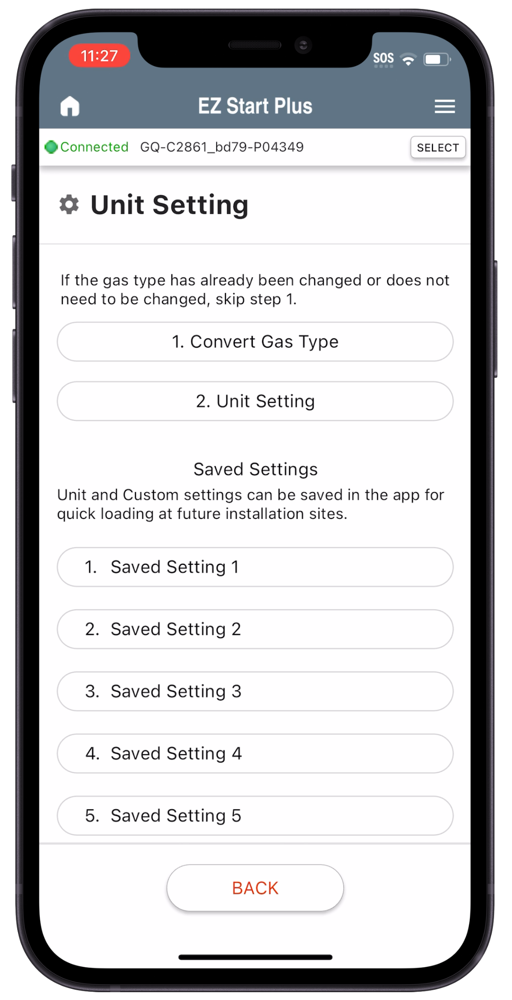 11:27 SOS
EZ Start Plus
Connected GQ-C2861_bd79-P04349 SELECT
Unit Setting
If the gas type has already been changed or does not
need to be changed, skip step 1.
1. Convert Gas Type
2. Unit Setting
Saved Settings
Unit and Custom settings can be saved in the app for
quick loading at future installation sites.
1. Saved Setting 1
2. Saved Setting 2
3. Saved Setting 3
4. Saved Setting 4
5. Saved Setting 5
BACK